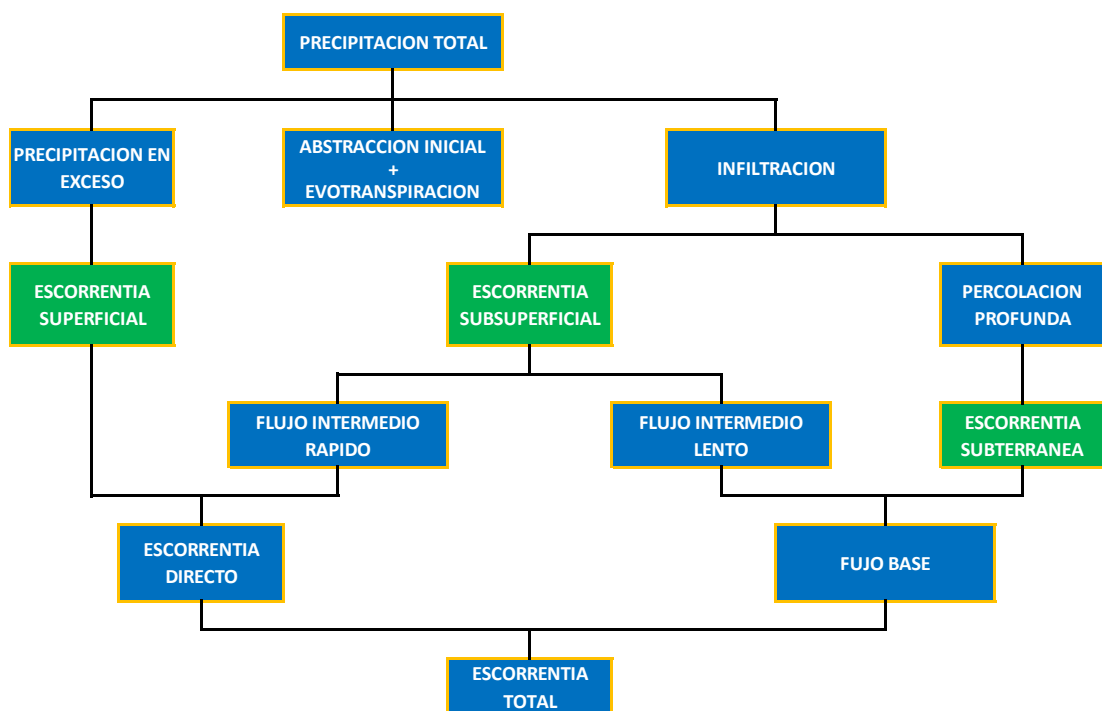 PRECIPITACION TOTAL
PRECIPITACION EN
EXCESO
ABSTRACCION INICIAL
+
EVOTRANSPIRACION
INFILTRACION
ESCORRENTIA
SUPERFICIAL
ESCORRENTIA
SUBSUPERFICIAL
PERCOLACION
PROFUNDA
FLUJO INTERMEDIO
RAPIDO
FLUJO INTERMEDIO
LENTO
ESCORRENTIA
SUBTERRANEA
ESCORRENTIA
DIRECTO
FUJO BASE
ESCORRENTIA
TOTAL